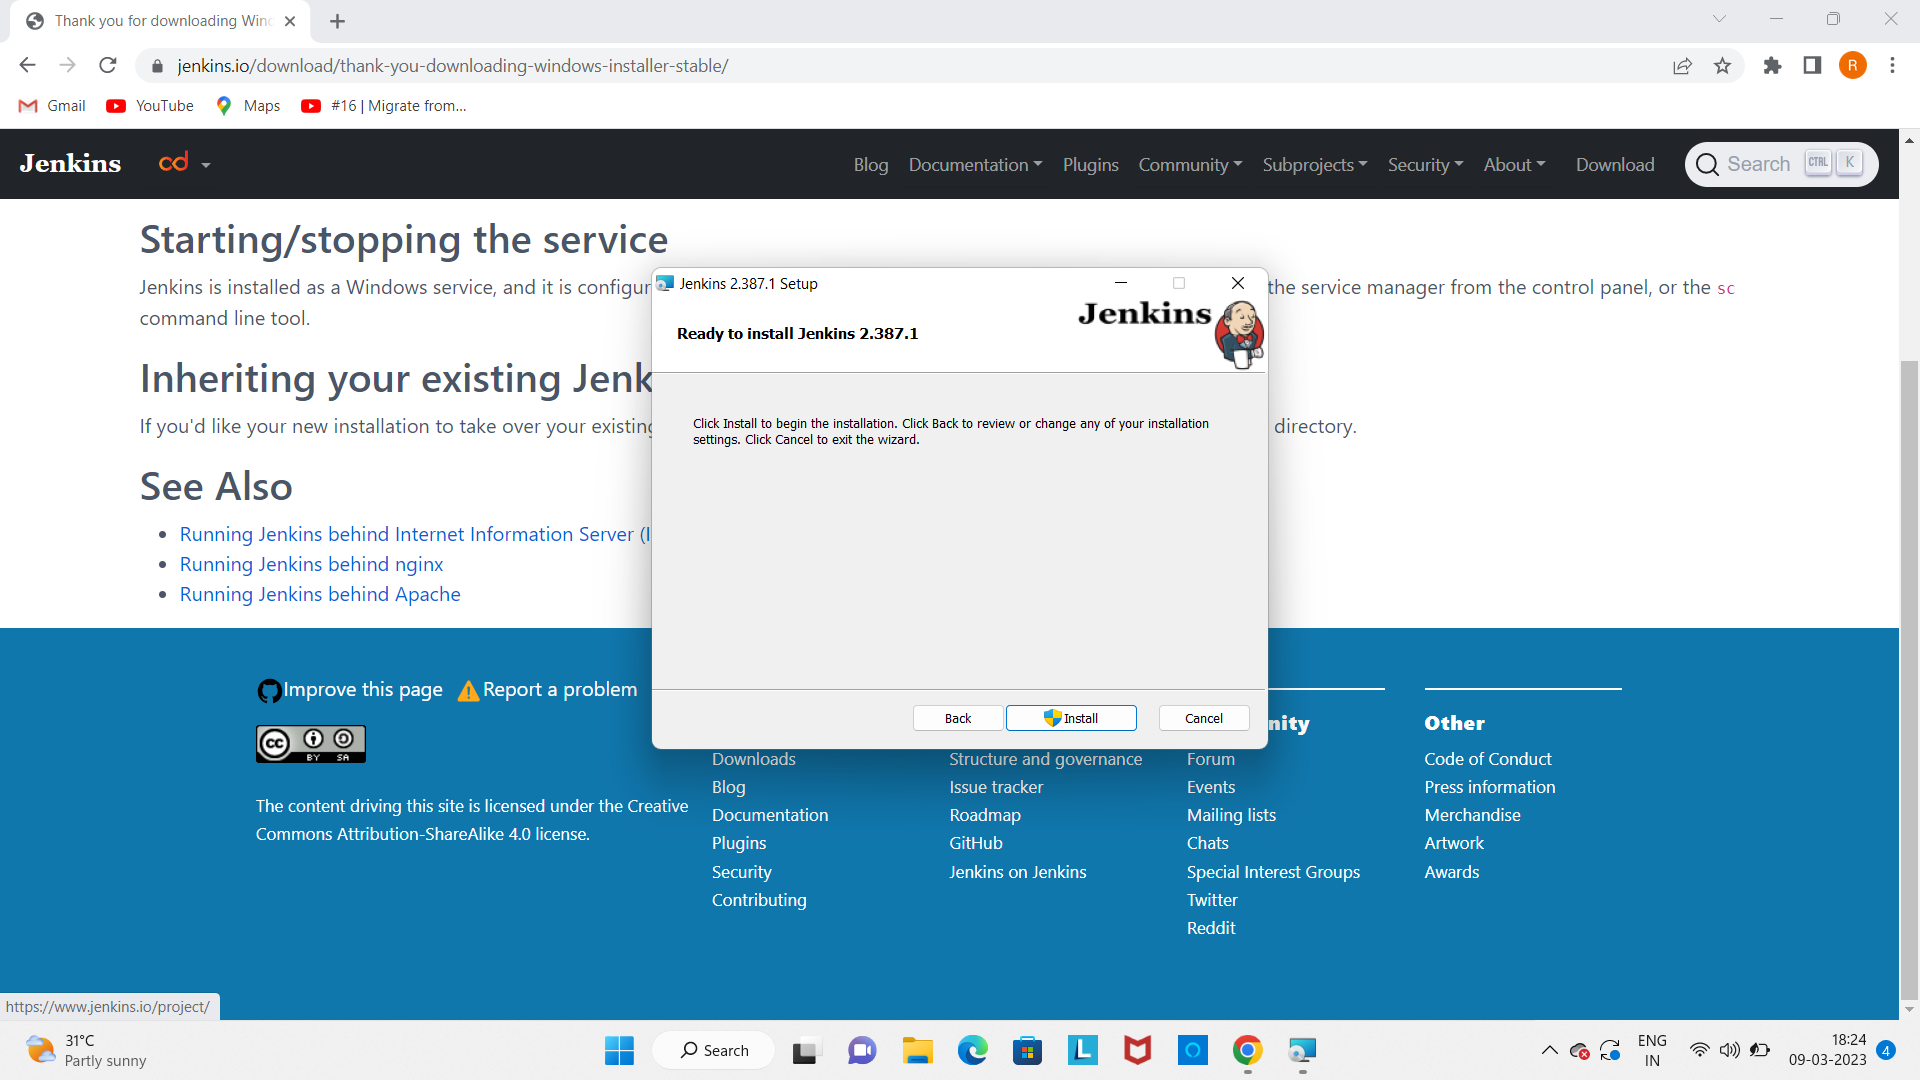 Thank you for downloading Winc
jenkins.io/download/thank-you-downloading-windows-installer-stable/
R
Gmail
YouTube
Maps
#16 | Migrate from...
Jenkins
cd
Blog
Documentation
Plugins
Community
Subprojects
Security
About
Download
Search
CTRL
K
Starting/stopping the service
Jenkins is installed as a Windows service, and it is configur
the service manager from the control panel, or the sc
command line tool.
Inheriting your existing Jenk
If you'd like your new installation to take over your existing
directory.
See Also
Running Jenkins behind Internet Information Server (I
Running Jenkins behind nginx
Running Jenkins behind Apache
Jenkins 2.387.1 Setup
Jenkins
Ready to install Jenkins 2.387.1
Click Install to begin the installation. Click Back to review or change any of your installation
settings. Click Cancel to exit the wizard.
Back
Install
Cancel
Improve this page
Report a problem
cc
BY SA
The content driving this site is licensed under the Creative
Commons Attribution-ShareAlike 4.0 license.
Downloads
Blog
Documentation
Plugins
Security
Contributing
Structure and governance
Issue tracker
Roadmap
GitHub
Jenkins on Jenkins
nity
Forum
Events
Mailing lists
Chats
Special Interest Groups
Twitter
Reddit
Other
Code of Conduct
Press information
Merchandise
Artwork
Awards
https://www.jenkins.io/project/
31°C
Partly sunny
Search
L
ENG
IN
18:24
09-03-2023
4